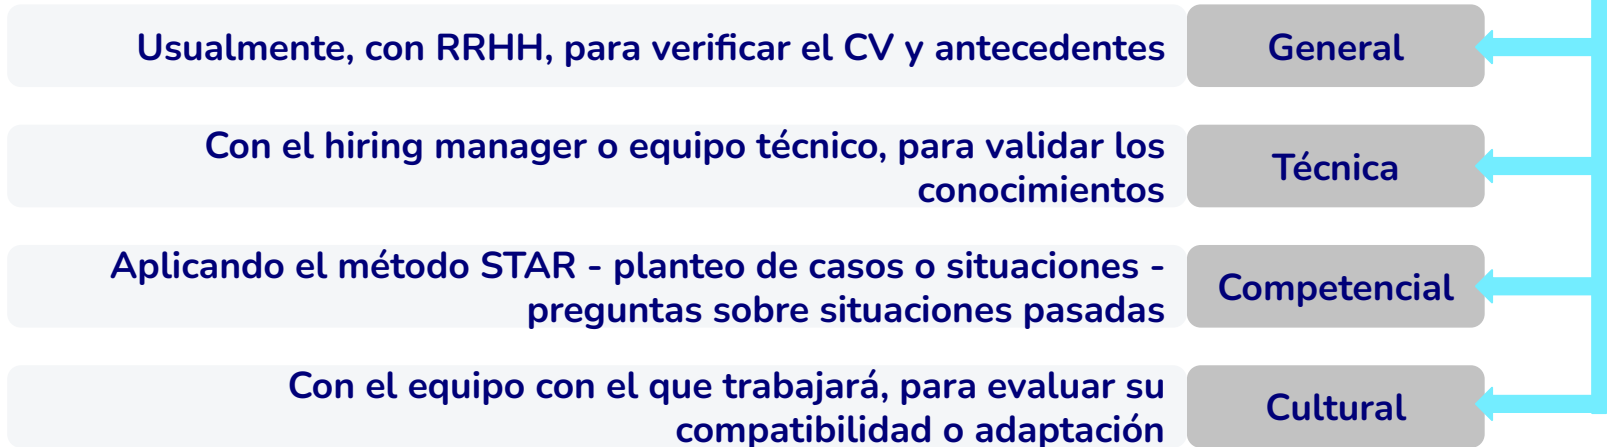 Usualmente, con RRHH, para verificar el CV y antecedentes
General
Con el hiring manager o equipo técnico, para validar los
conocimientos
Técnica
Aplicando el método STAR - planteo de casos o situaciones -
preguntas sobre situaciones pasadas
Competencial
Con el equipo con el que trabajará, para evaluar su
compatibilidad o adaptación
Cultural